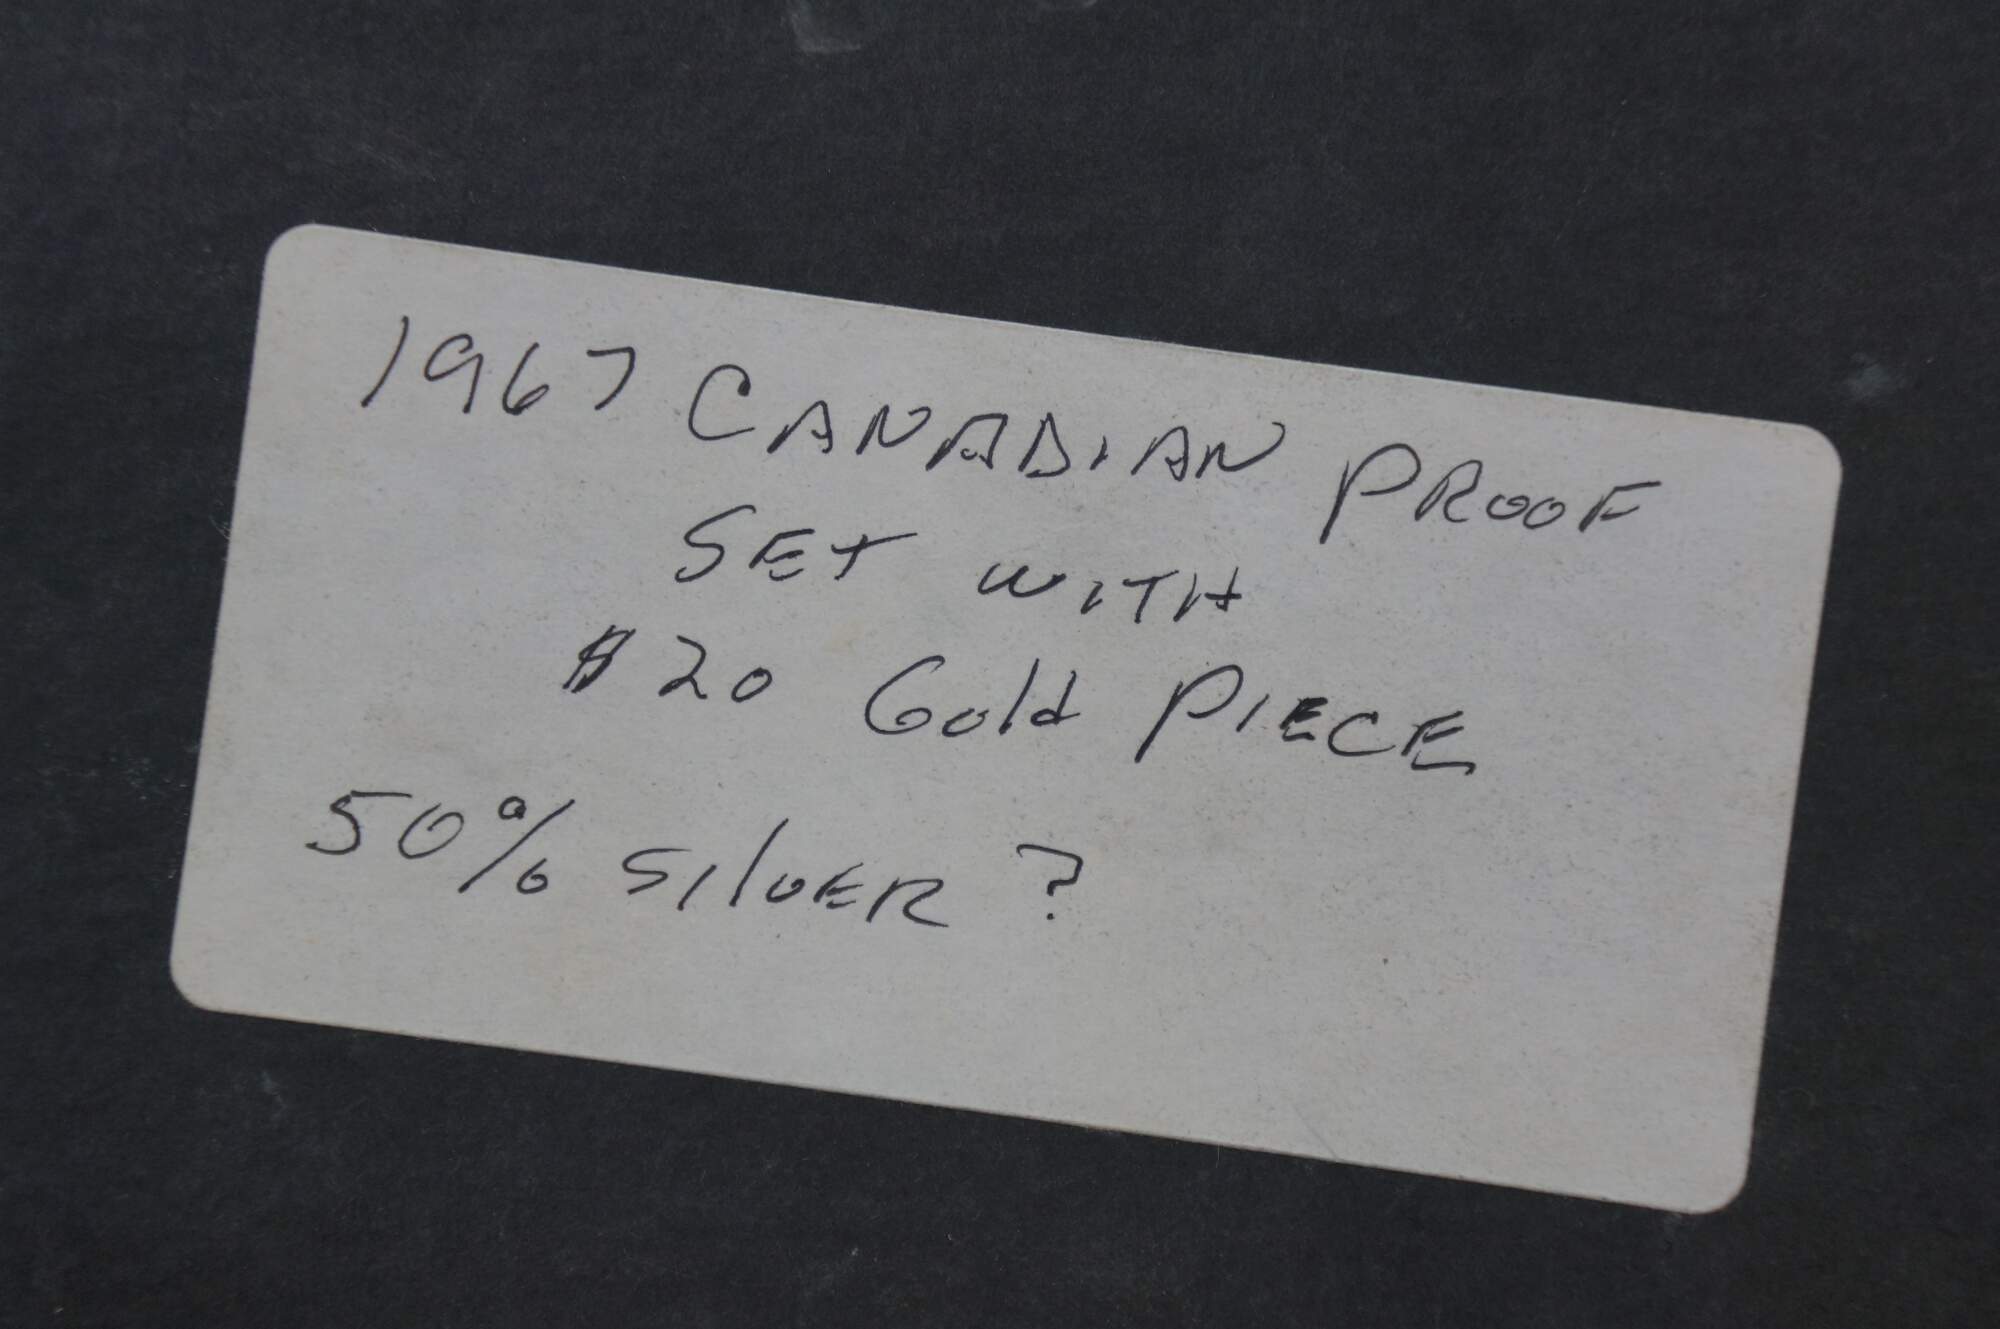 1967 CANADIAN PROOF
SET WITH
$20 Gold PIECE
50% SILVER ?